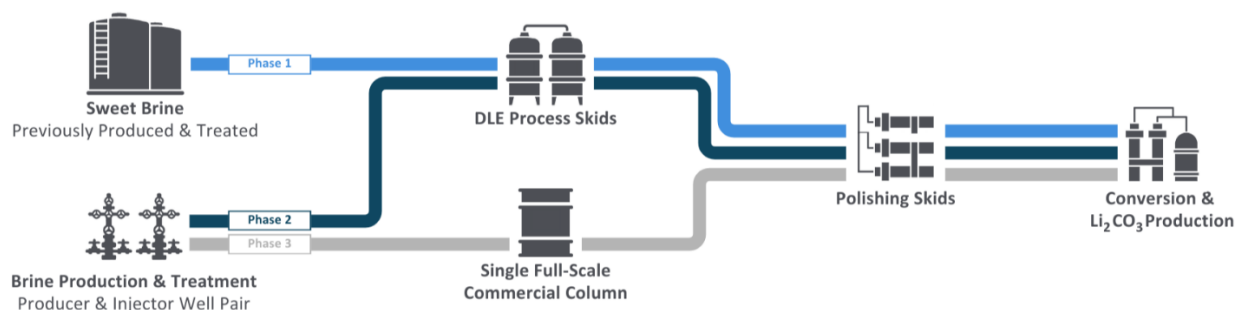 Phase 1
Sweet Brine
Previously Produced & Treated
DLE Process Skids
Polishing Skids
Conversion &
Li₂CO₃ Production
Phase 2
Phase 3
Brine Production & Treatment
Producer & Injector Well Pair
Single Full-Scale
Commercial Column